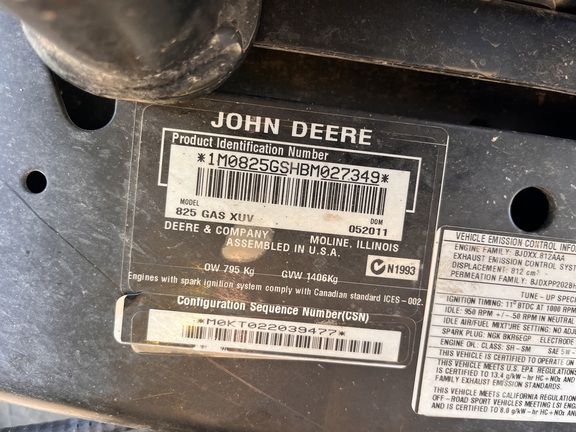 JOHN DEERE
Product Identification Number
*1M0825GSHBM027349*
MODEL
825 GAS XUV
DOM
052011
DEERE & COMPANY MOLINE, ILLINOIS
ASSEMBLED IN U.S.A.
N1993
OW 795 Kg GVW 1406Kg
Engines with spark ignition system comply with Canadian standard ICES-002.
Configuration Sequence Number(CSN)
*M0KT022039477*
VEHICLE EMISSION CONTROL INFO
ENGINE FAMILY: BJDXX.812AAA
EXHAUST EMISSION CONTROL SYSTEM
DISPLACEMENT: 812 cm³
PERMEATION FAMILY: BJDXPP202B
TUNE-UP SPEC
IGNITION TIMING: 11° BTDC AT 1000 RPM
IDLE: 950 RPM +/-50 RPM IN NEUTRAL
IDLE AIR/FUEL MIXTURE SETTING: NO ADJ
SPARK PLUG: NGK BKR6EGP ELECTRODE
ENGINE OIL: CLASS: SH-SM SAE 5W-
THIS VEHICLE IS CERTIFIED TO OPERATE ON
THIS VEHICLE MEETS U.S. EPA REGULATIONS
IS CERTIFIED TO 13.4 g/kW-hr HC+NOx AND
FAMILY EXHAUST EMISSION STANDARDS.
THIS VEHICLE MEETS CALIFORNIA REGULATION
OFF-ROAD SPORT VEHICLES MEETING LSI ENG
AND IS CERTIFIED TO 8.0 g/kW-hr HC+NOx